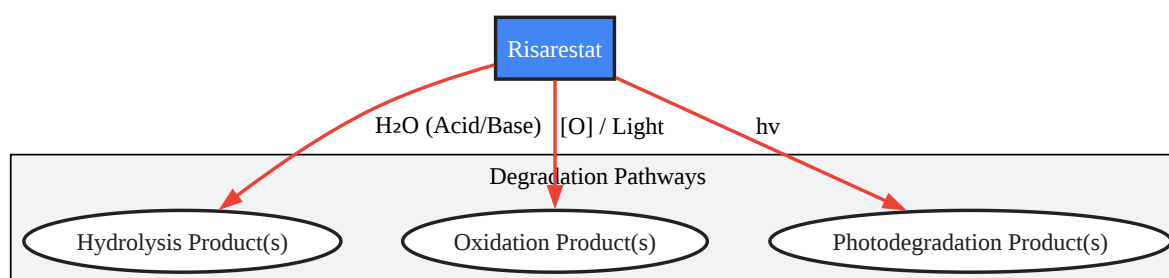 Risarestat
H₂O (Acid/Base)
[O] / Light
hv
Degradation Pathways
Hydrolysis Product(s)
Oxidation Product(s)
Photodegradation Product(s)